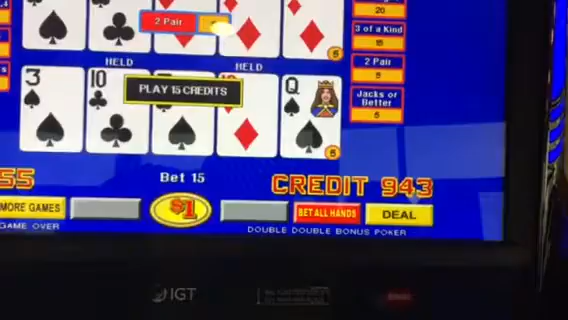 20
2 Pair
3 of a Kind
15
5
HELD
HELD
2 Pair
5
3
10
Q
PLAY 15 CREDITS
Jacks or
Better
5
5
55
Bet 15
CREDIT 943
MORE GAMES
$1
BET ALL HANDS
DEAL
GAME OVER
DOUBLE DOUBLE BONUS POKER
IGT